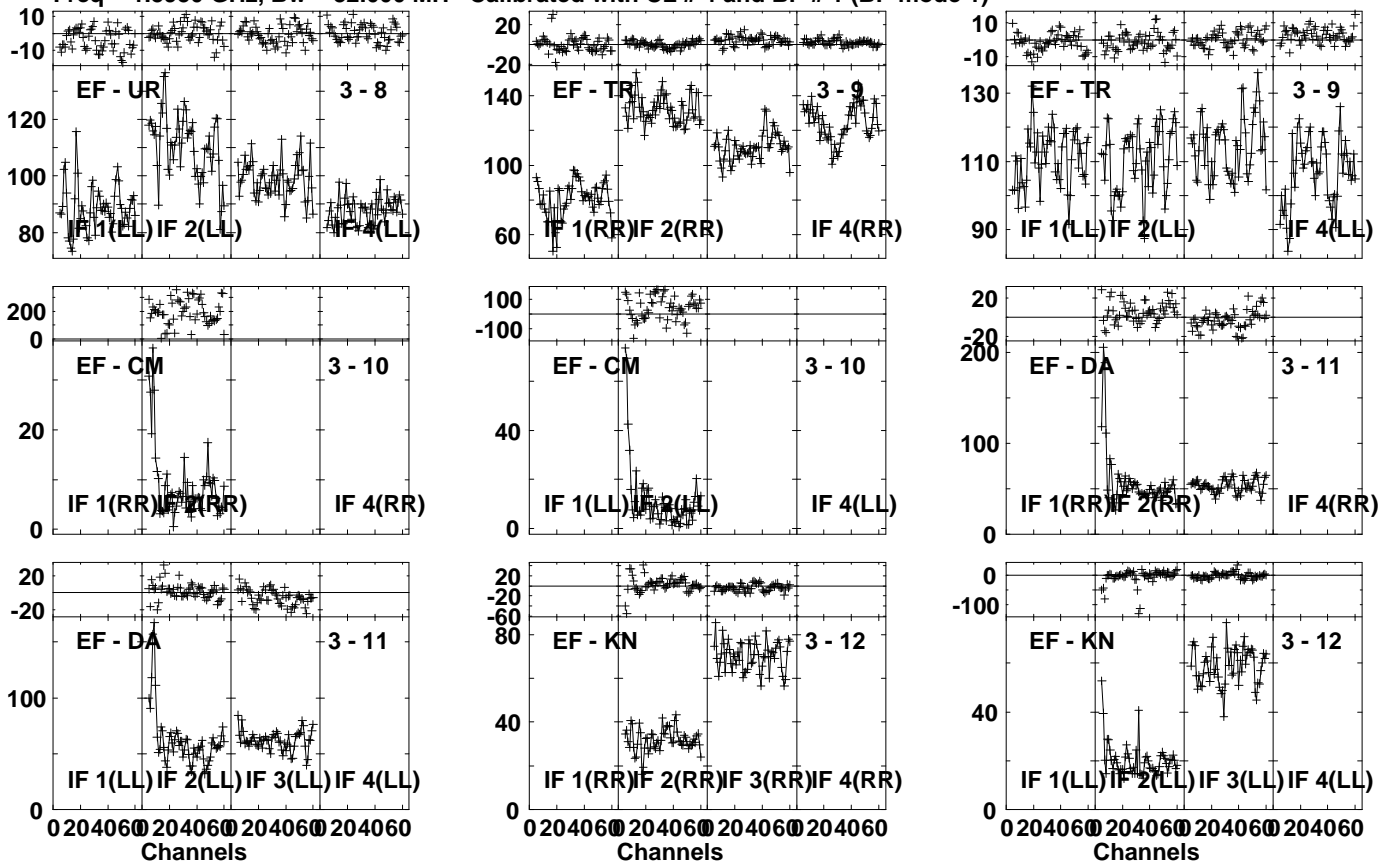 10
-10
20
-20
10
-10
EF - UR 3 - 8
120
100
80
IF 1(LL) IF 2(LL) IF 4(LL)
EF - TR 3 - 9
140
100
60
IF 1(RR) IF 2(RR) IF 4(RR)
EF - TR 3 - 9
130
110
90
IF 1(LL) IF 2(LL) IF 4(LL)
200
0
100
-100
20
-20
EF - CM 3 - 10
20
0
IF 1(RR) IF 2(RR) IF 4(RR)
EF - CM 3 - 10
40
0
IF 1(LL) IF 2(LL) IF 4(LL)
EF - DA 3 - 11
200
100
0
IF 1(RR) IF 2(RR) IF 4(RR)
20
-20
20
-20
-60
0
-100
EF - DA 3 - 11
100
0
IF 1(LL) IF 2(LL) IF 3(LL) IF 4(LL)
EF - KN 3 - 12
80
40
0
IF 1(RR) IF 2(RR) IF 3(RR) IF 4(RR)
EF - KN 3 - 12
40
0
IF 1(LL) IF 2(LL) IF 3(LL) IF 4(LL)
0 204060 0 204060 0 204060 0 204060
0 204060 0 204060 0 204060 0 204060
0 204060 0 204060 0 204060 0 204060
Channels Channels Channels